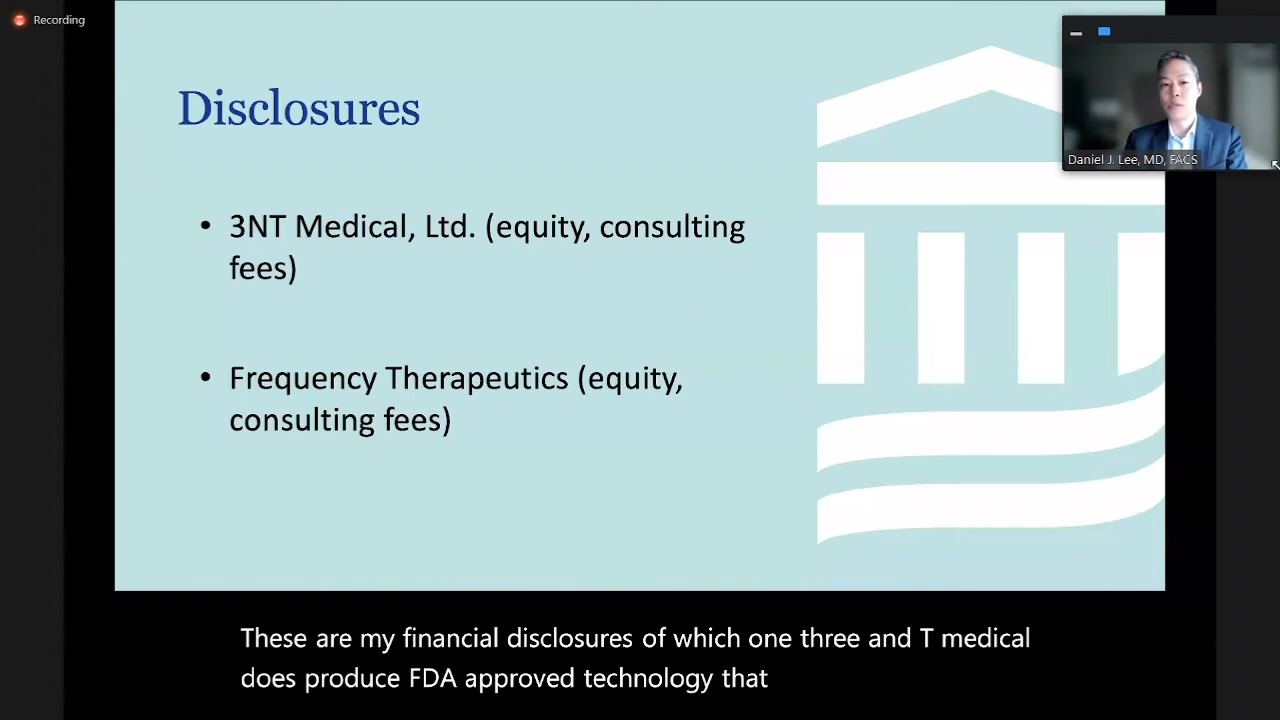 Recording
Disclosures
• 3NT Medical, Ltd. (equity, consulting
fees)
• Frequency Therapeutics (equity,
consulting fees)
Daniel J. Lee, MD, FACS
These are my financial disclosures of which one three and T medical
does produce FDA approved technology that